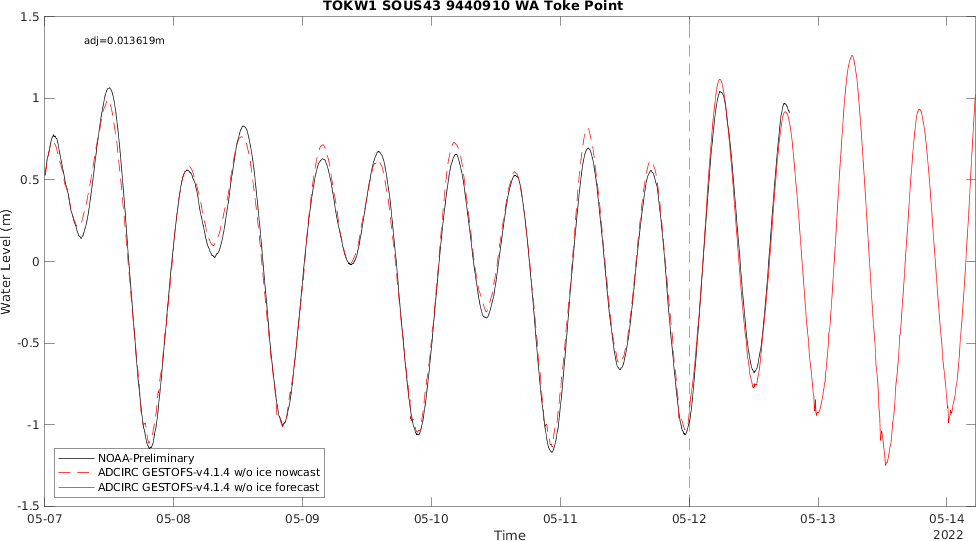 TOKW1 SOUS43 9440910 WA Toke Point
adj=0.013619m
1.5
1
0.5
0
-0.5
-1
-1.5
Water Level (m)
NOAA-Preliminary
ADCIRC GESTOFS-v4.1.4 w/o ice nowcast
ADCIRC GESTOFS-v4.1.4 w/o ice forecast
05-07 05-08 05-09 05-10 05-11 05-12 05-13 05-14
2022
Time